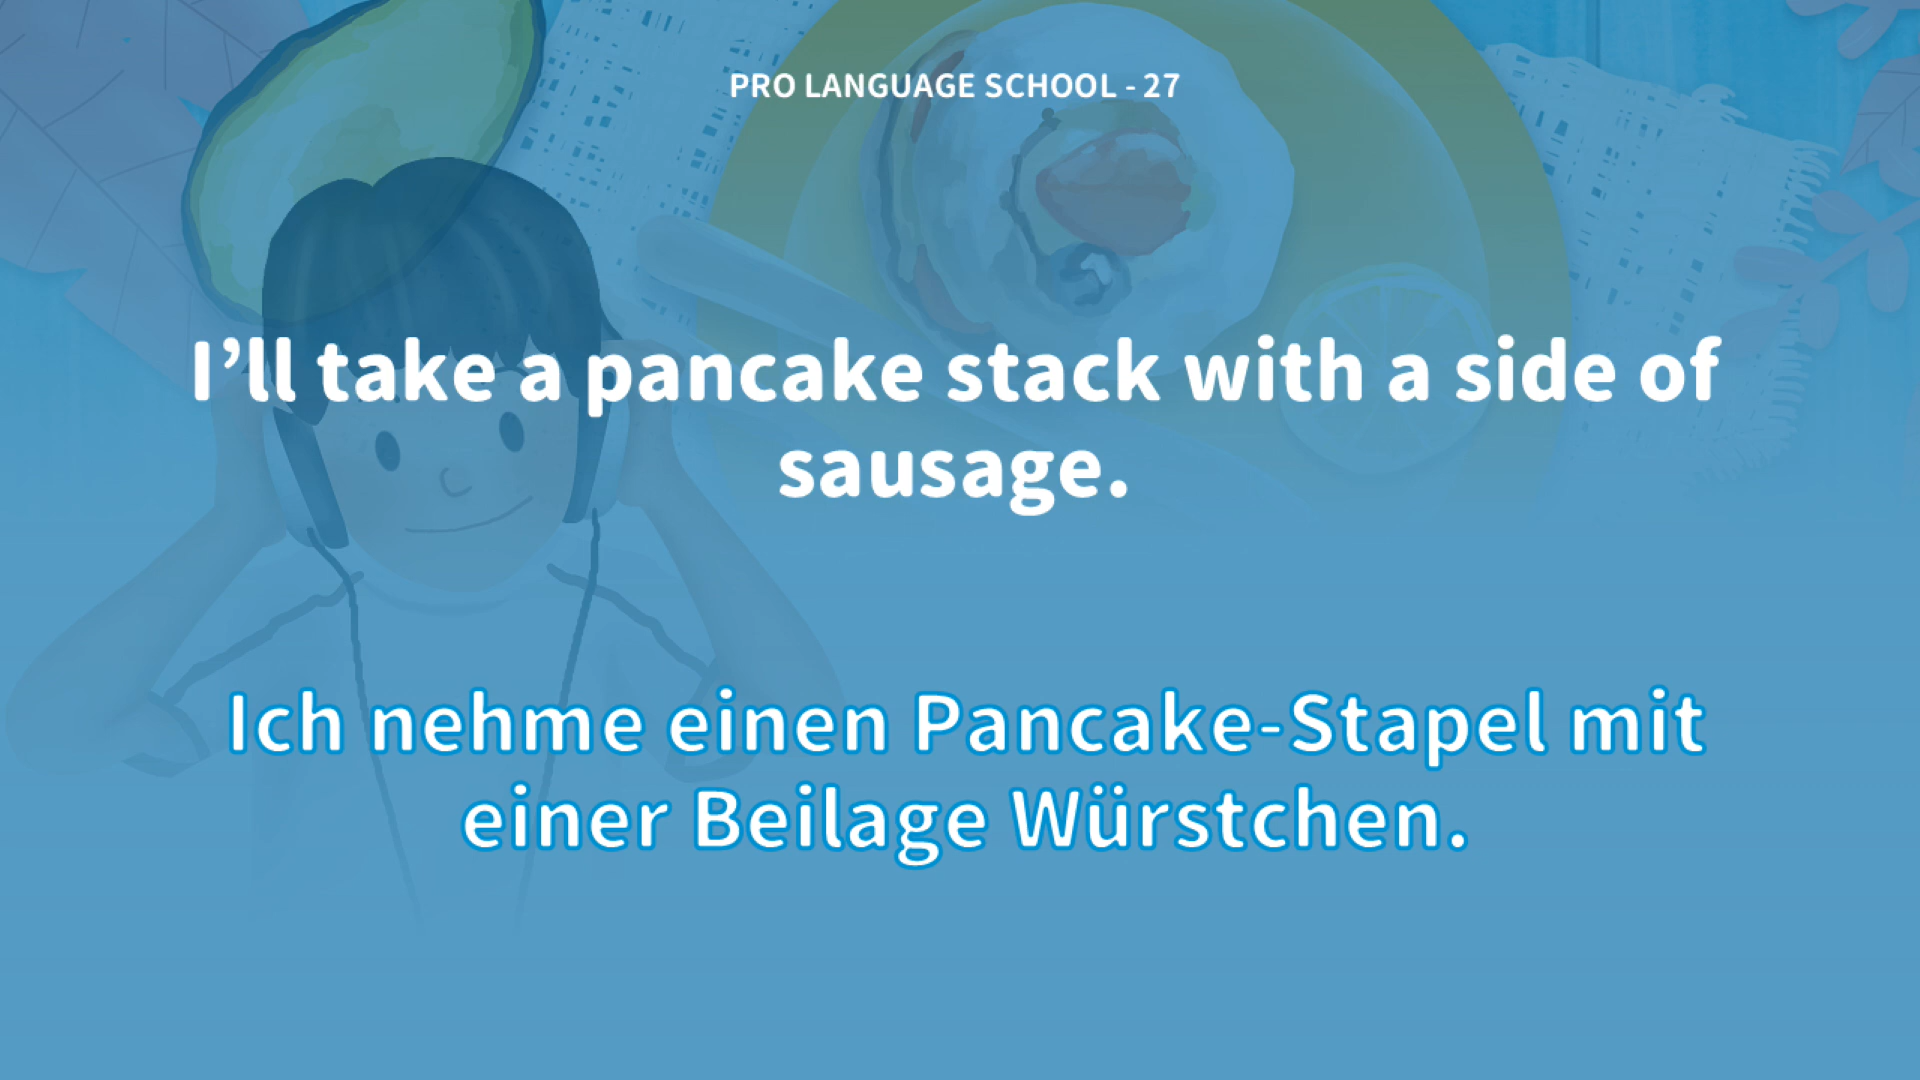 PRO LANGUAGE SCHOOL - 27
I’ll take a pancake stack with a side of
sausage.
Ich nehme einen Pancake-Stapel mit
einer Beilage Würstchen.